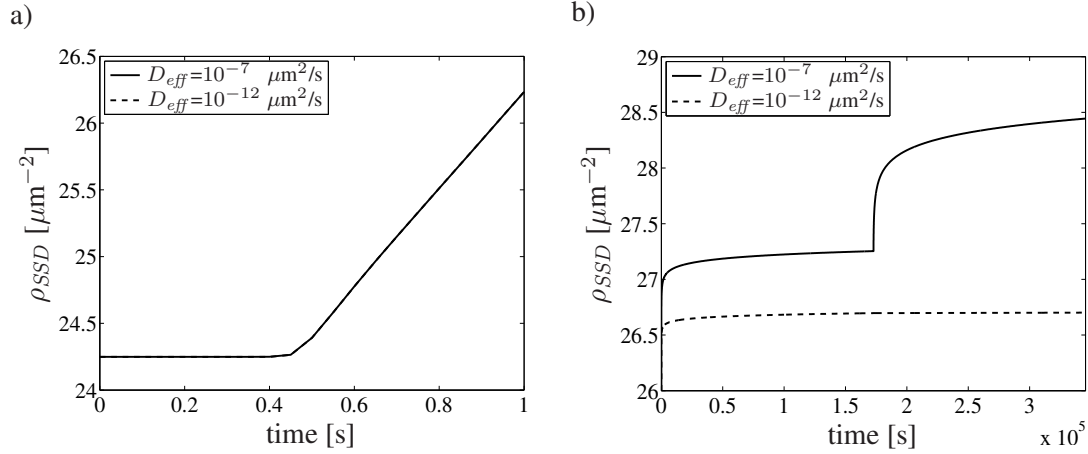 a)
26.5
26
25.5
25
24.5
24
0
0.2
0.4
0.6
0.8
1
ρSSD [μm⁻²]
time [s]
Deff=10⁻⁷ μm²/s
Deff=10⁻¹² μm²/s
b)
29
28.5
28
27.5
27
26.5
26
0
0.5
1
1.5
2
2.5
3
x 10⁵
ρSSD [μm⁻²]
time [s]
Deff=10⁻⁷ μm²/s
Deff=10⁻¹² μm²/s